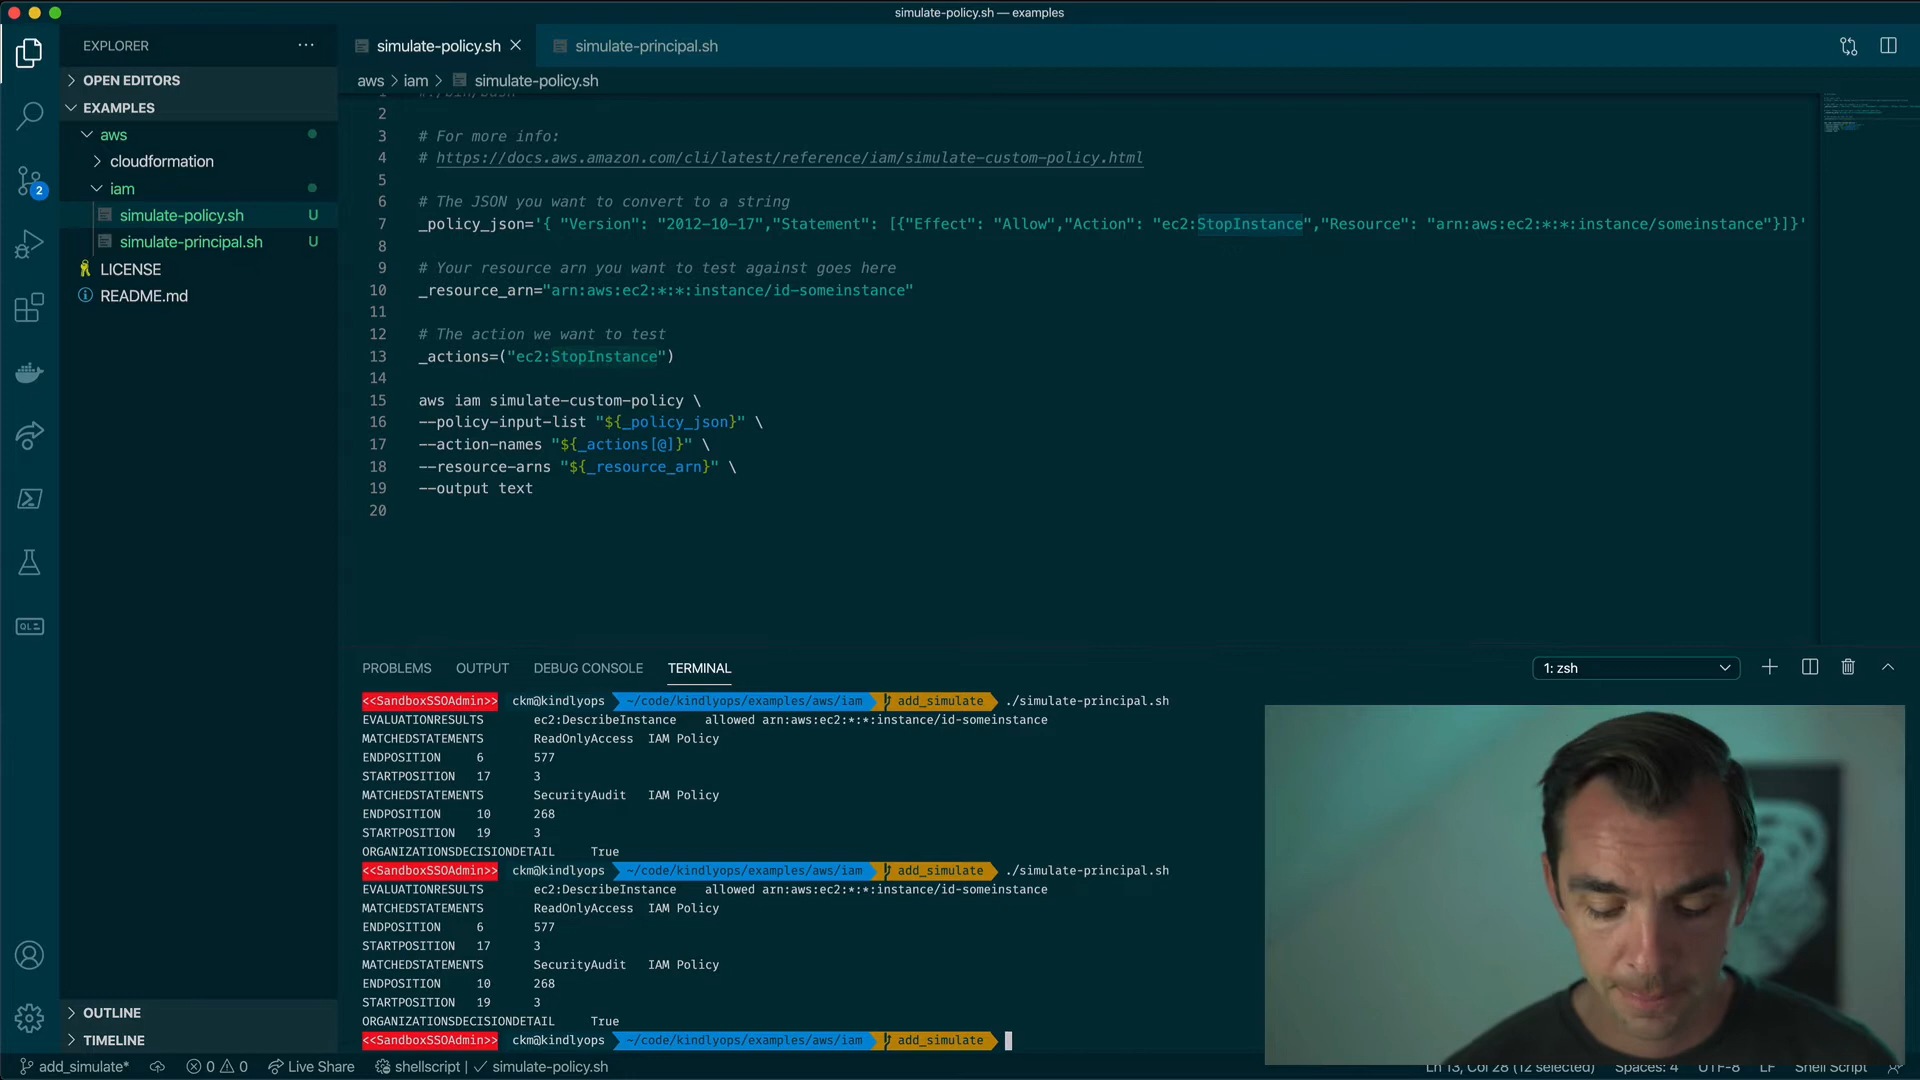 simulate-policy.sh — examples
EXPLORER
simulate-policy.sh
simulate-principal.sh
OPEN EDITORS
aws > iam > simulate-policy.sh
EXAMPLES
aws
cloudformation
iam
simulate-policy.sh U
simulate-principal.sh U
LICENSE
README.md
2
2
3 # For more info:
4 # https://docs.aws.amazon.com/cli/latest/reference/iam/simulate-custom-policy.html
5
6 # The JSON you want to convert to a string
7 _policy_json='{ "Version": "2012-10-17","Statement": [{"Effect": "Allow","Action": "ec2:StopInstance","Resource": "arn:aws:ec2:*:*:instance/someinstance"}]}'
8
9 # Your resource arn you want to test against goes here
10 _resource_arn="arn:aws:ec2:*:*:instance/id-someinstance"
11
12 # The action we want to test
13 _actions=("ec2:StopInstance")
14
15 aws iam simulate-custom-policy \
16 --policy-input-list "${_policy_json}" \
17 --action-names "${_actions[@]}" \
18 --resource-arns "${_resource_arn}" \
19 --output text
20
PROBLEMS OUTPUT DEBUG CONSOLE TERMINAL
1: zsh
<<SandboxSSOAdmin>> ckm@kindlyops ~/code/kindlyops/examples/aws/iam add_simulate ./simulate-principal.sh
EVALUATIONRESULTS ec2:DescribeInstance allowed arn:aws:ec2:*:*:instance/id-someinstance
MATCHEDSTATEMENTS ReadOnlyAccess IAM Policy
ENDPOSITION 6 577
STARTPOSITION 17 3
MATCHEDSTATEMENTS SecurityAudit IAM Policy
ENDPOSITION 10 268
STARTPOSITION 19 3
ORGANIZATIONSDECISIONDETAIL True
<<SandboxSSOAdmin>> ckm@kindlyops ~/code/kindlyops/examples/aws/iam add_simulate ./simulate-principal.sh
EVALUATIONRESULTS ec2:DescribeInstance allowed arn:aws:ec2:*:*:instance/id-someinstance
MATCHEDSTATEMENTS ReadOnlyAccess IAM Policy
ENDPOSITION 6 577
STARTPOSITION 17 3
MATCHEDSTATEMENTS SecurityAudit IAM Policy
ENDPOSITION 10 268
STARTPOSITION 19 3
ORGANIZATIONSDECISIONDETAIL True
<<SandboxSSOAdmin>> ckm@kindlyops ~/code/kindlyops/examples/aws/iam add_simulate
OUTLINE
TIMELINE
add_simulate* 0 0 Live Share shellscript | ✓ simulate-policy.sh Ln 13, Col 28 (12 selected) Spaces: 4 UTF-8 LF Shell Script